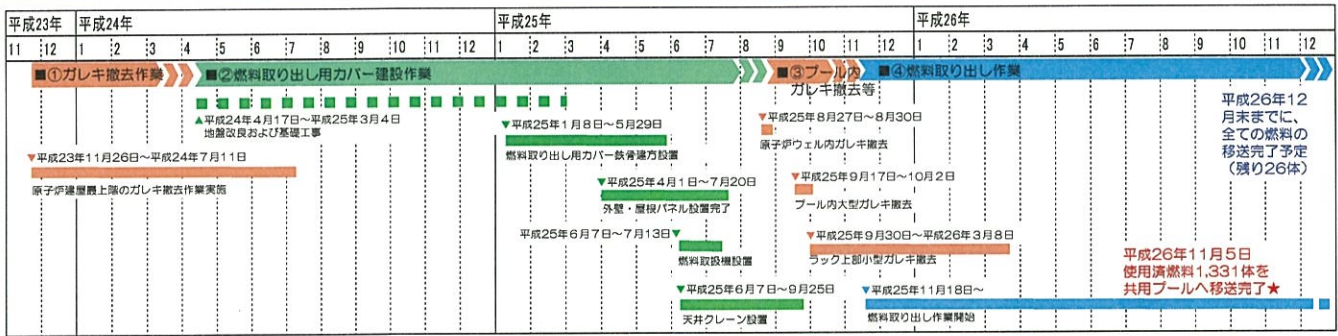 平成23年 平成24年 平成25年 平成26年
11 12 1 2 3 4 5 6 7 8 9 10 11 12 1 2 3 4 5 6 7 8 9 10 11 12 1 2 3 4 5 6 7 8 9 10 11 12
■①ガレキ撤去作業
■②燃料取り出し用カバー建設作業
■③プール内
ガレキ撤去等
■④燃料取り出し作業
▲平成24年4月17日～平成25年3月4日
地盤改良および基礎工事
▼平成23年11月26日～平成24年7月11日
原子炉建屋最上階のガレキ撤去作業実施
▼平成25年1月8日～5月29日
燃料取り出し用カバー鉄骨建方設置
▼平成25年4月1日～7月20日
外壁・屋根パネル設置完了
平成25年6月7日～7月13日▼
燃料取扱機設置
▼平成25年6月7日～9月25日
天井クレーン設置
▼平成25年8月27日～8月30日
原子炉ウェル内ガレキ撤去
▼平成25年9月17日～10月2日
プール内大型ガレキ撤去
▼平成25年9月30日～平成26年3月8日
ラック上部小型ガレキ撤去
▼平成25年11月18日～
燃料取り出し作業開始
平成26年12
月末までに、
全ての燃料の
移送完了予定
（残り26体）
平成26年11月5日
使用済燃料1,331体を
共用プールへ移送完了★